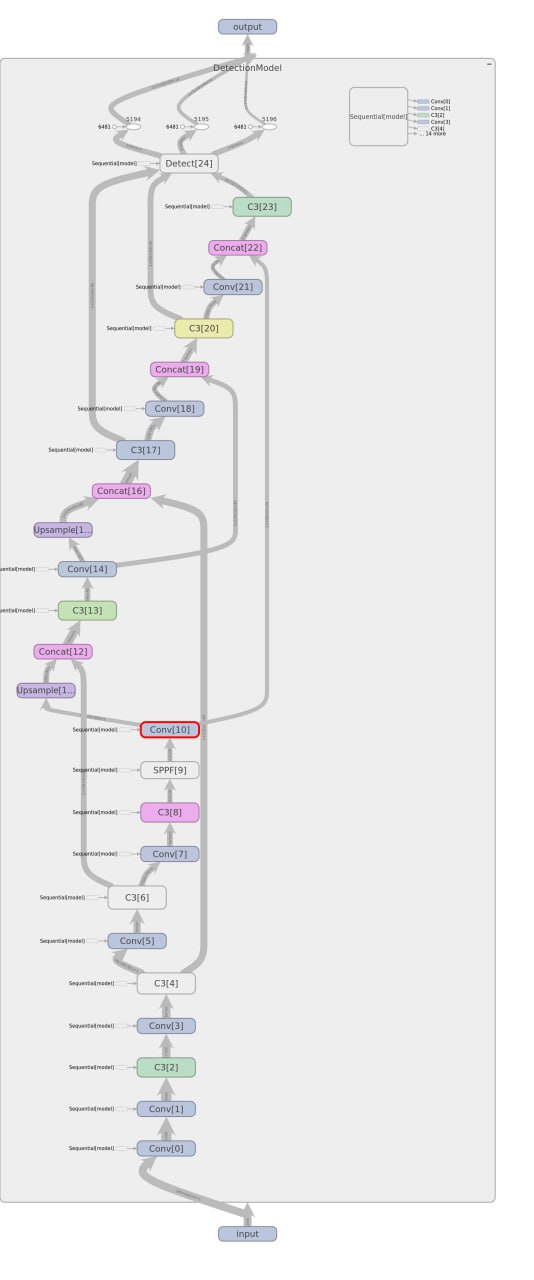 output
DetectionModel
5194
5195
5196
6481
6481
6481
Sequential[model]
Conv[0]
Conv[1]
C3[2]
Conv[3]
C3[4]
... 14 more
Sequential[model]
Detect[24]
Sequential[model]
C3[23]
Concat[22]
Sequential[model]
Conv[21]
Sequential[model]
C3[20]
Concat[19]
Sequential[model]
Conv[18]
Sequential[model]
C3[17]
Concat[16]
Upsample[1...
uential[model]
Conv[14]
uential[model]
C3[13]
Concat[12]
Upsample[1...
Sequential[model]
Conv[10]
Sequential[model]
SPPF[9]
Sequential[model]
C3[8]
Sequential[model]
Conv[7]
Sequential[model]
C3[6]
Sequential[model]
Conv[5]
Sequential[model]
C3[4]
Sequential[model]
Conv[3]
Sequential[model]
C3[2]
Sequential[model]
Conv[1]
Sequential[model]
Conv[0]
input